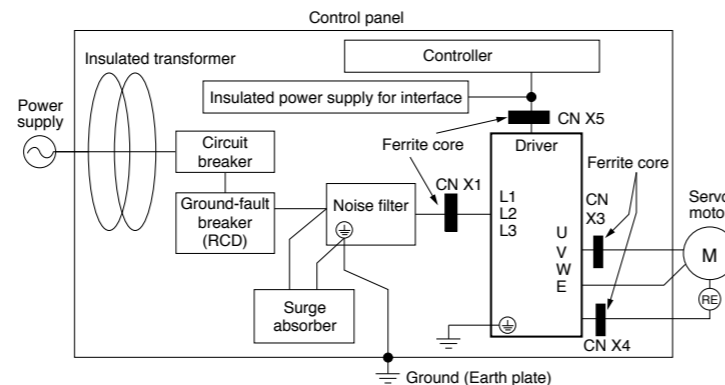 Control panel
Insulated transformer
Controller
Power
supply
Insulated power supply for interface
CN X5
Circuit
breaker
Ferrite core
Driver
Ferrite core
CN X1
Ground-fault
breaker
(RCD)
Noise filter
L1
L2
L3
CN
X3
Servo
motor
U
V
W
E
M
RE
Surge
absorber
CN X4
Ground (Earth plate)